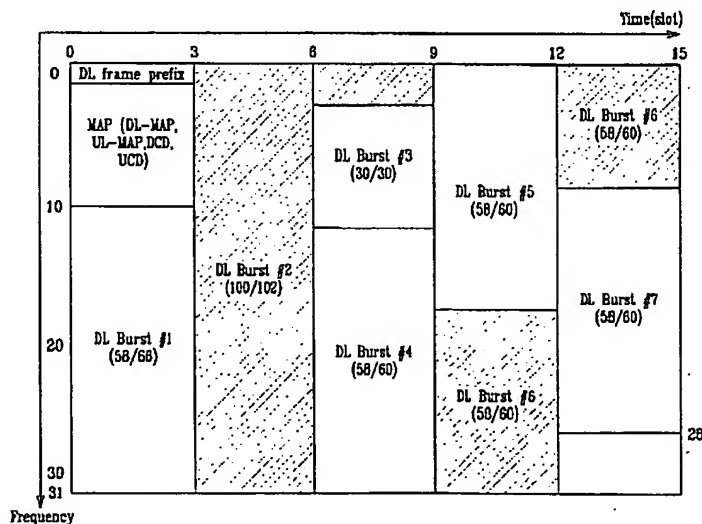 Time(slot)
0 3 6 9 12 15
0
DL frame prefix
MAP (DL-MAP,
UL-MAP,DCD,
UCD)
10
DL Burst #1
(58/66)
20
30
31
Frequency
DL Burst #2
(100/102)
DL Burst #3
(30/30)
DL Burst #4
(58/60)
DL Burst #5
(58/60)
DL Burst #6
(58/60)
DL Burst #6
(58/60)
DL Burst #7
(58/60)
26